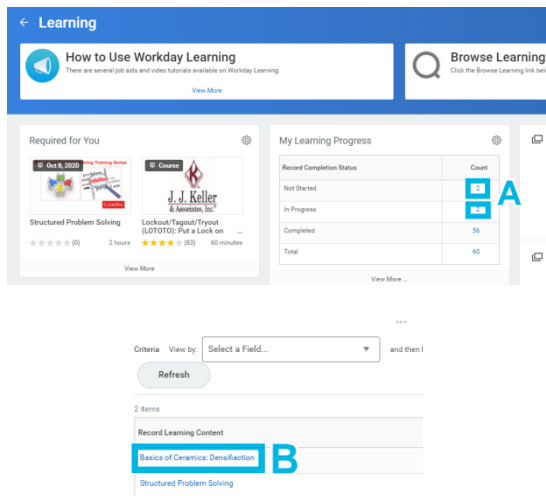 ← Learning
How to Use Workday Learning
There are several job aids and video tutorials available on Workday Learning:
View More
Browse Learning
Click the Browse Learning link bel
Required for You
Oct 8, 2020
ving Training Series
Course
J. J. Keller
& Associates, Inc.
Structured Problem Solving
(0) 2 hours
Lockout/Tagout/Tryout
(LOTOTO): Put a Lock on ...
(83) 60 minutes
View More
My Learning Progress
Record Completion Status Count
Not Started 2
In Progress 2
Completed 56
Total 60
View More ...
A
...
Criteria View by: Select a Field... and then
Refresh
2 items
Record Learning Content
Basics of Ceramics: Densifiaction
B
Structured Problem Solving